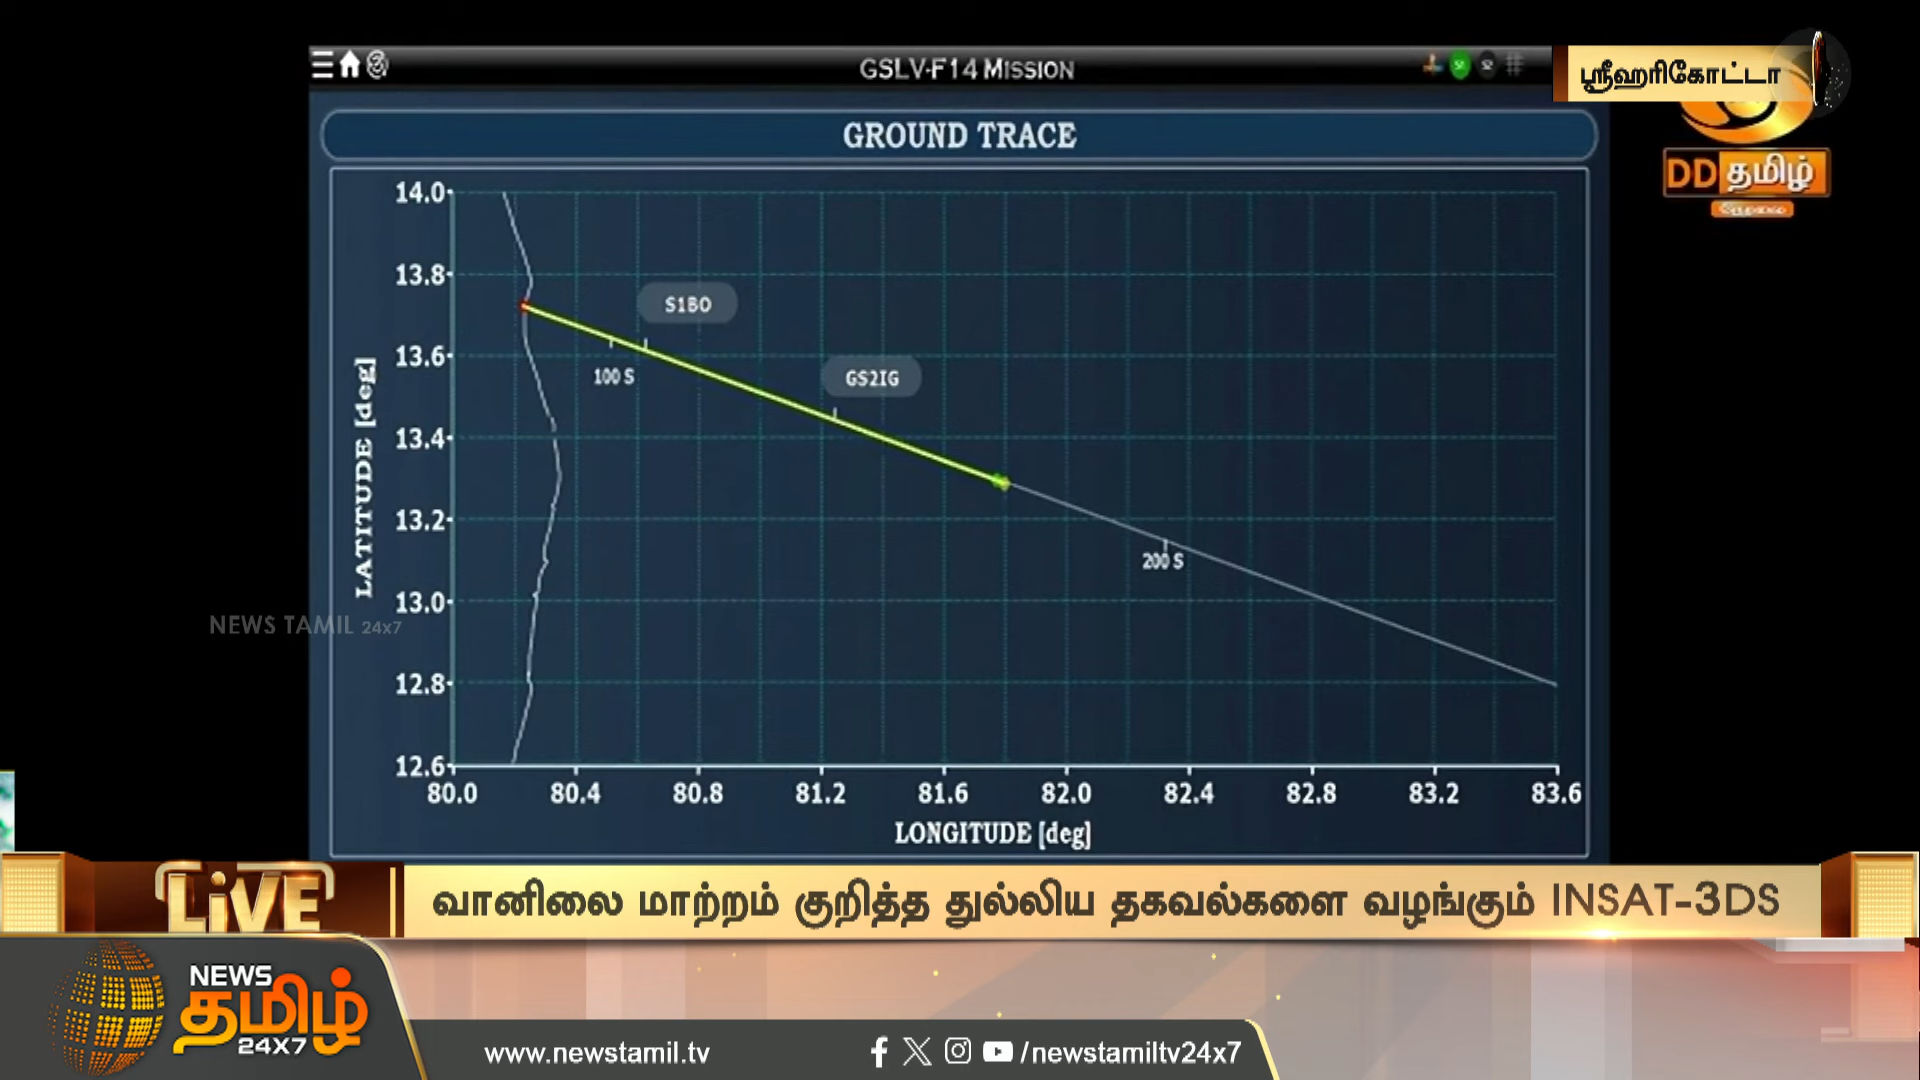 GSLV-F14 MISSION
ஸ்ரீஹரிகோட்டா
GROUND TRACE
DD தமிழ்
நேரலை
14.0
13.8
13.6
13.4
13.2
13.0
12.8
12.6
LATITUDE [deg]
S1BO
100 S
GS2IG
200 S
80.0 80.4 80.8 81.2 81.6 82.0 82.4 82.8 83.2 83.6
LONGITUDE [deg]
NEWS TAMIL 24x7
LiVE
வானிலை மாற்றம் குறித்த துல்லிய தகவல்களை வழங்கும் INSAT-3DS
NEWS
தமிழ்
24X7
www.newstamil.tv
/newstamiltv24x7